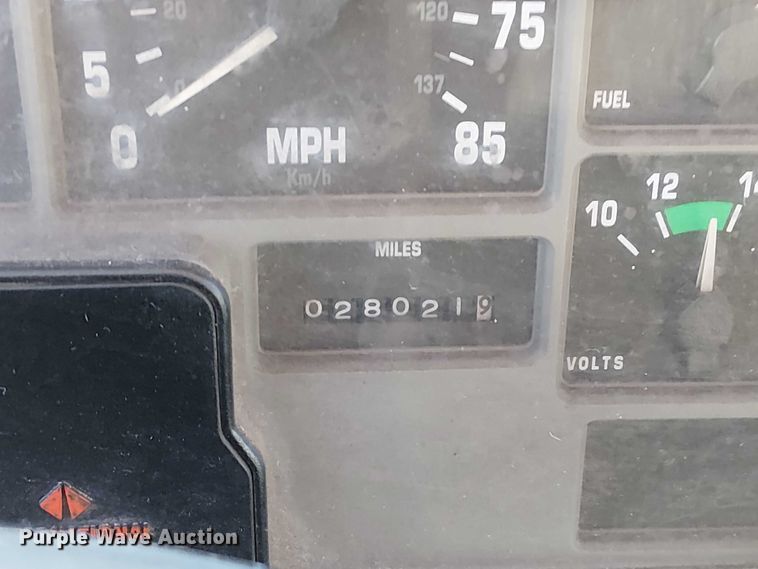 20
120
75
5
0
137
0
MPH
85
Km/h
FUEL
10
12
14
MILES
0280219
VOLTS
Purple Wave Auction